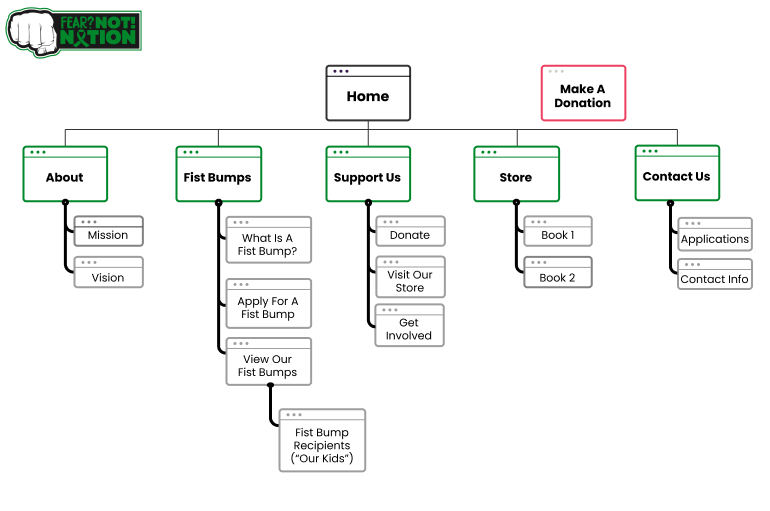 FEAR? NOT!
NATION
Home
Make A
Donation
About
Fist Bumps
Support Us
Store
Contact Us
Mission
Vision
What Is A
Fist Bump?
Apply For A
Fist Bump
View Our
Fist Bumps
Fist Bump
Recipients
(“Our Kids”)
Donate
Visit Our
Store
Get
Involved
Book 1
Book 2
Applications
Contact Info